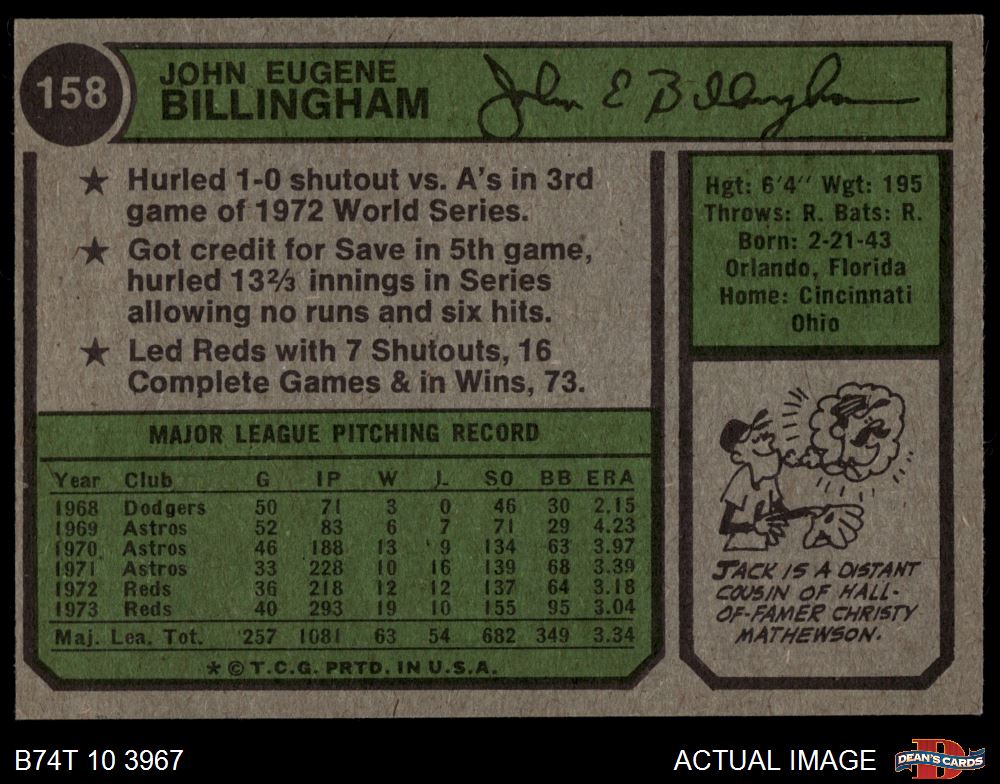 158
JOHN EUGENE
BILLINGHAM
John E Billingham
★ Hurled 1-0 shutout vs. A's in 3rd
game of 1972 World Series.
★ Got credit for Save in 5th game,
hurled 13⅔ innings in Series
allowing no runs and six hits.
★ Led Reds with 7 Shutouts, 16
Complete Games & in Wins, 73.
Hgt: 6'4'' Wgt: 195
Throws: R. Bats: R.
Born: 2-21-43
Orlando, Florida
Home: Cincinnati
Ohio
MAJOR LEAGUE PITCHING RECORD
Year Club G IP W L SO BB ERA
1968 Dodgers 50 71 3 0 46 30 2.15
1969 Astros 52 83 6 7 71 29 4.23
1970 Astros 46 188 13 9 134 63 3.97
1971 Astros 33 228 10 16 139 68 3.39
1972 Reds 36 218 12 12 137 64 3.18
1973 Reds 40 293 19 10 155 95 3.04
Maj. Lea. Tot. 257 1081 63 54 682 349 3.34
★ © T.C.G. PRTD. IN U.S.A.
JACK IS A DISTANT
COUSIN OF HALL-
OF-FAMER CHRISTY
MATHEWSON.
B74T 10 3967
ACTUAL IMAGE
DEAN'S CARDS